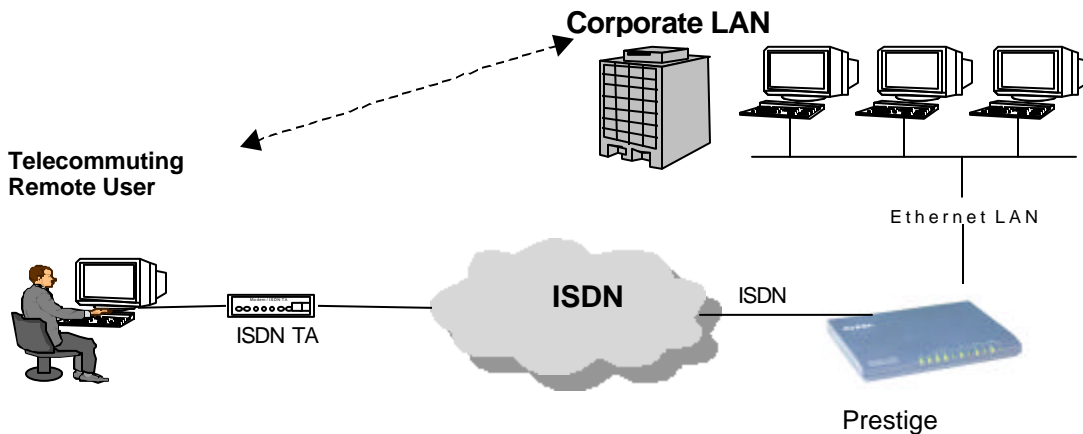 Corporate LAN
Telecommuting
Remote User
Ethernet LAN
ISDN
ISDN
ISDN TA
Prestige